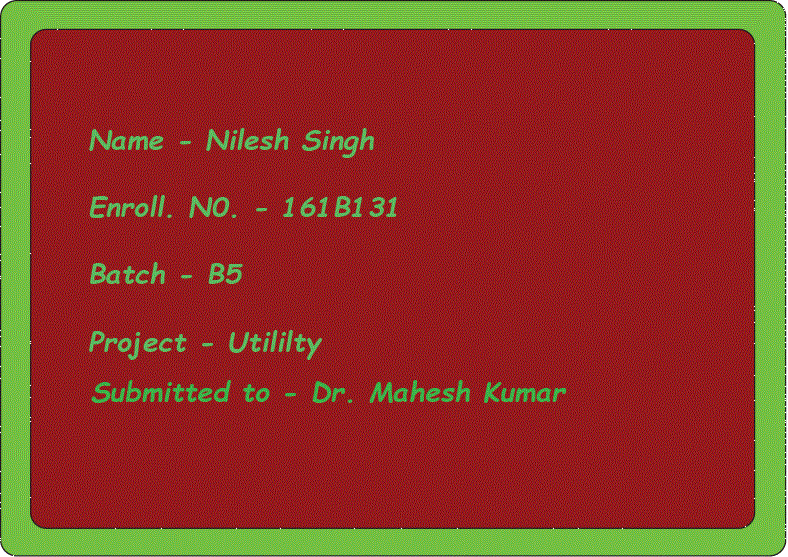 Name - Nilesh Singh
Enroll. N0. - 161B131
Batch - B5
Project - Utililty
Submitted to - Dr. Mahesh Kumar